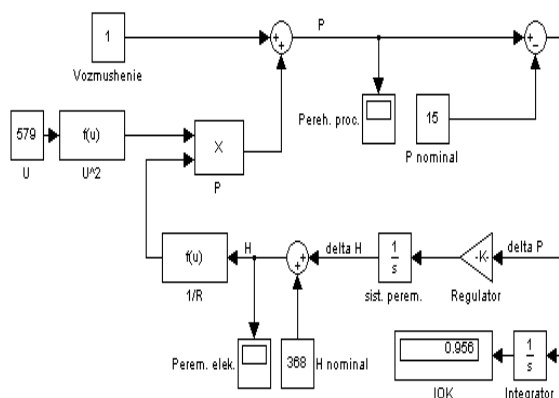 P
1
Vozmushenie
Pereh. proc.
15
P nominal
579
U
f(u)
U^2
X
P
f(u)
1/R
H
delta H
1
s
sist. perem.
-K-
Regulator
delta P
Perem. elek.
368
H nominal
0.956
IOK
1
s
Integrator